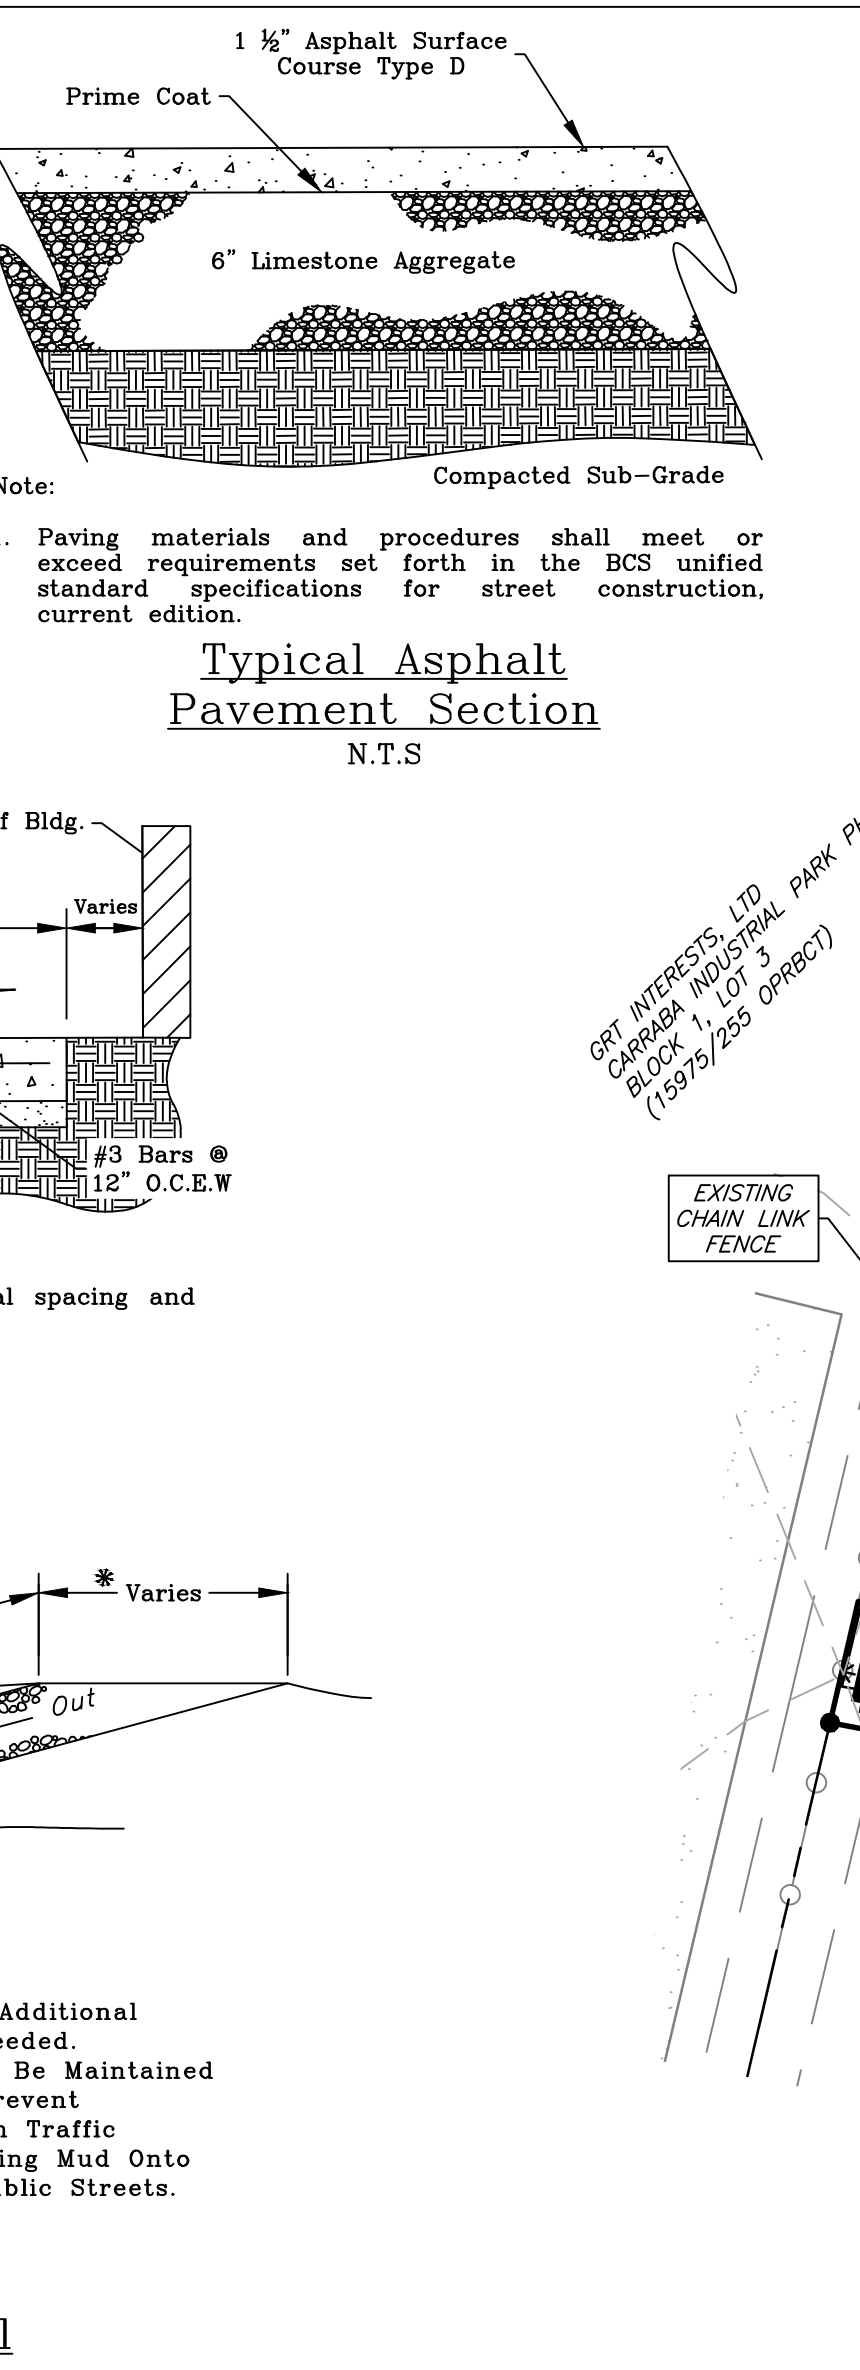 1 ½" Asphalt Surface
Course Type D
Prime Coat
6" Limestone Aggregate
Compacted Sub-Grade
Note:
Paving materials and procedures shall meet or
exceed requirements set forth in the BCS unified
standard specifications for street construction,
current edition.
Typical Asphalt
Pavement Section
N.T.S
f Bldg.
Varies
#3 Bars @
12" O.C.E.W
GRT INTERESTS, LTD
CARRABA INDUSTRIAL PARK PH
BLOCK 1, LOT 3
(15975/255 OPRBCT)
EXISTING
CHAIN LINK
FENCE
al spacing and
* Varies
Out
Additional
eeded.
Be Maintained
revent
n Traffic
ing Mud Onto
blic Streets.
l